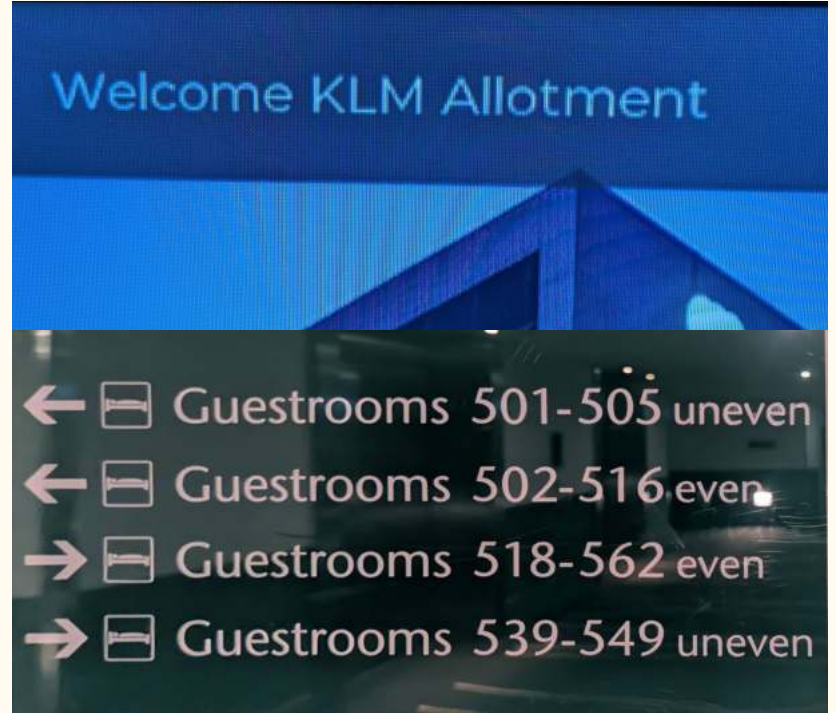 Welcome KLM Allotment
← Guestrooms 501-505 uneven
← Guestrooms 502-516 even
→ Guestrooms 518-562 even
→ Guestrooms 539-549 uneven